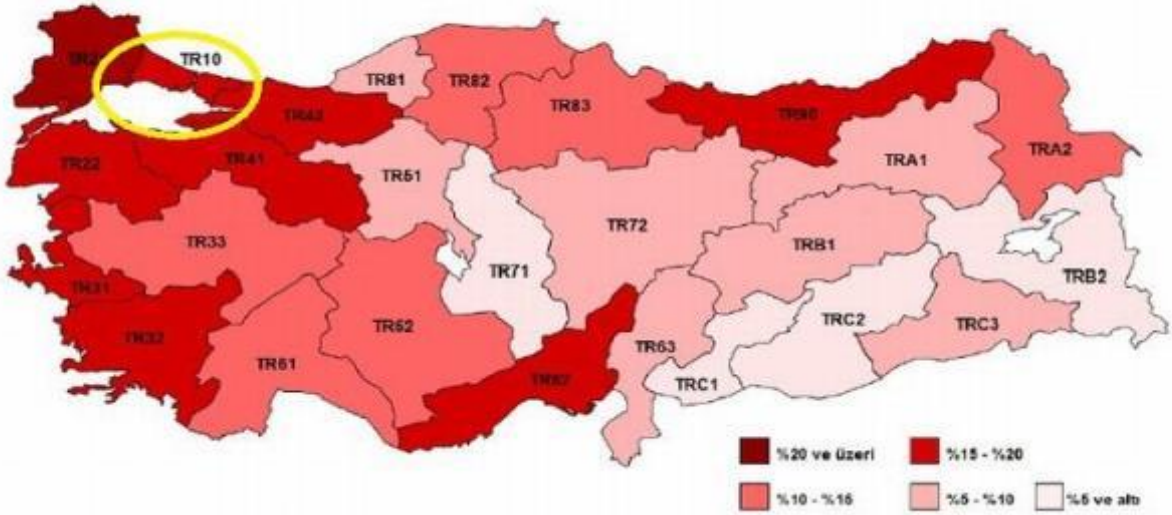 TR10
TR81
TR82
TR83
TR90
TRA1
TRA2
TR42
TR22
TR41
TR51
TR33
TR71
TR72
TRB1
TRB2
TR31
TR32
TR61
TR52
TR63
TRC1
TRC2
TRC3
%20 ve üzeri
%15 - %20
%10 - %15
%5 - %10
%5 ve altı